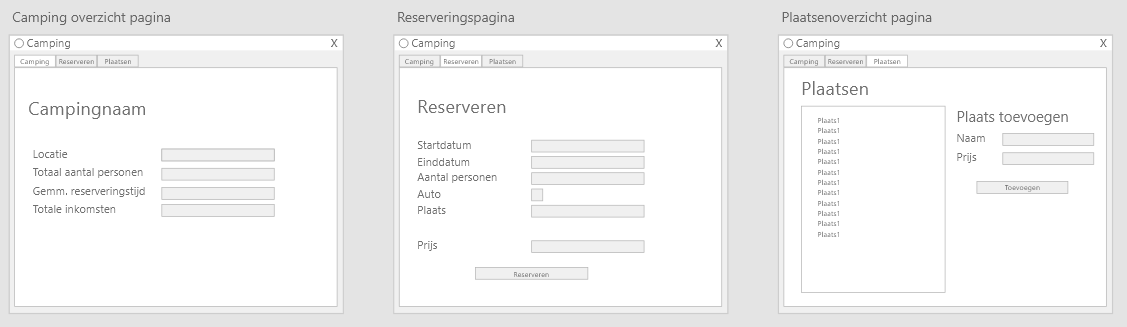 Camping overzicht pagina
Camping X
Camping Reserveren Plaatsen
Campingnaam
Locatie
Totaal aantal personen
Gemm. reserveringstijd
Totale inkomsten
Reserveringspagina
Camping X
Camping Reserveren Plaatsen
Reserveren
Startdatum
Einddatum
Aantal personen
Auto
Plaats
Prijs
Reserveren
Plaatsenoverzicht pagina
Camping X
Camping Reserveren Plaatsen
Plaatsen
Plaats1
Plaats1
Plaats1
Plaats1
Plaats1
Plaats1
Plaats1
Plaats1
Plaats1
Plaats1
Plaats1
Plaats1
Plaats toevoegen
Naam
Prijs
Toevoegen